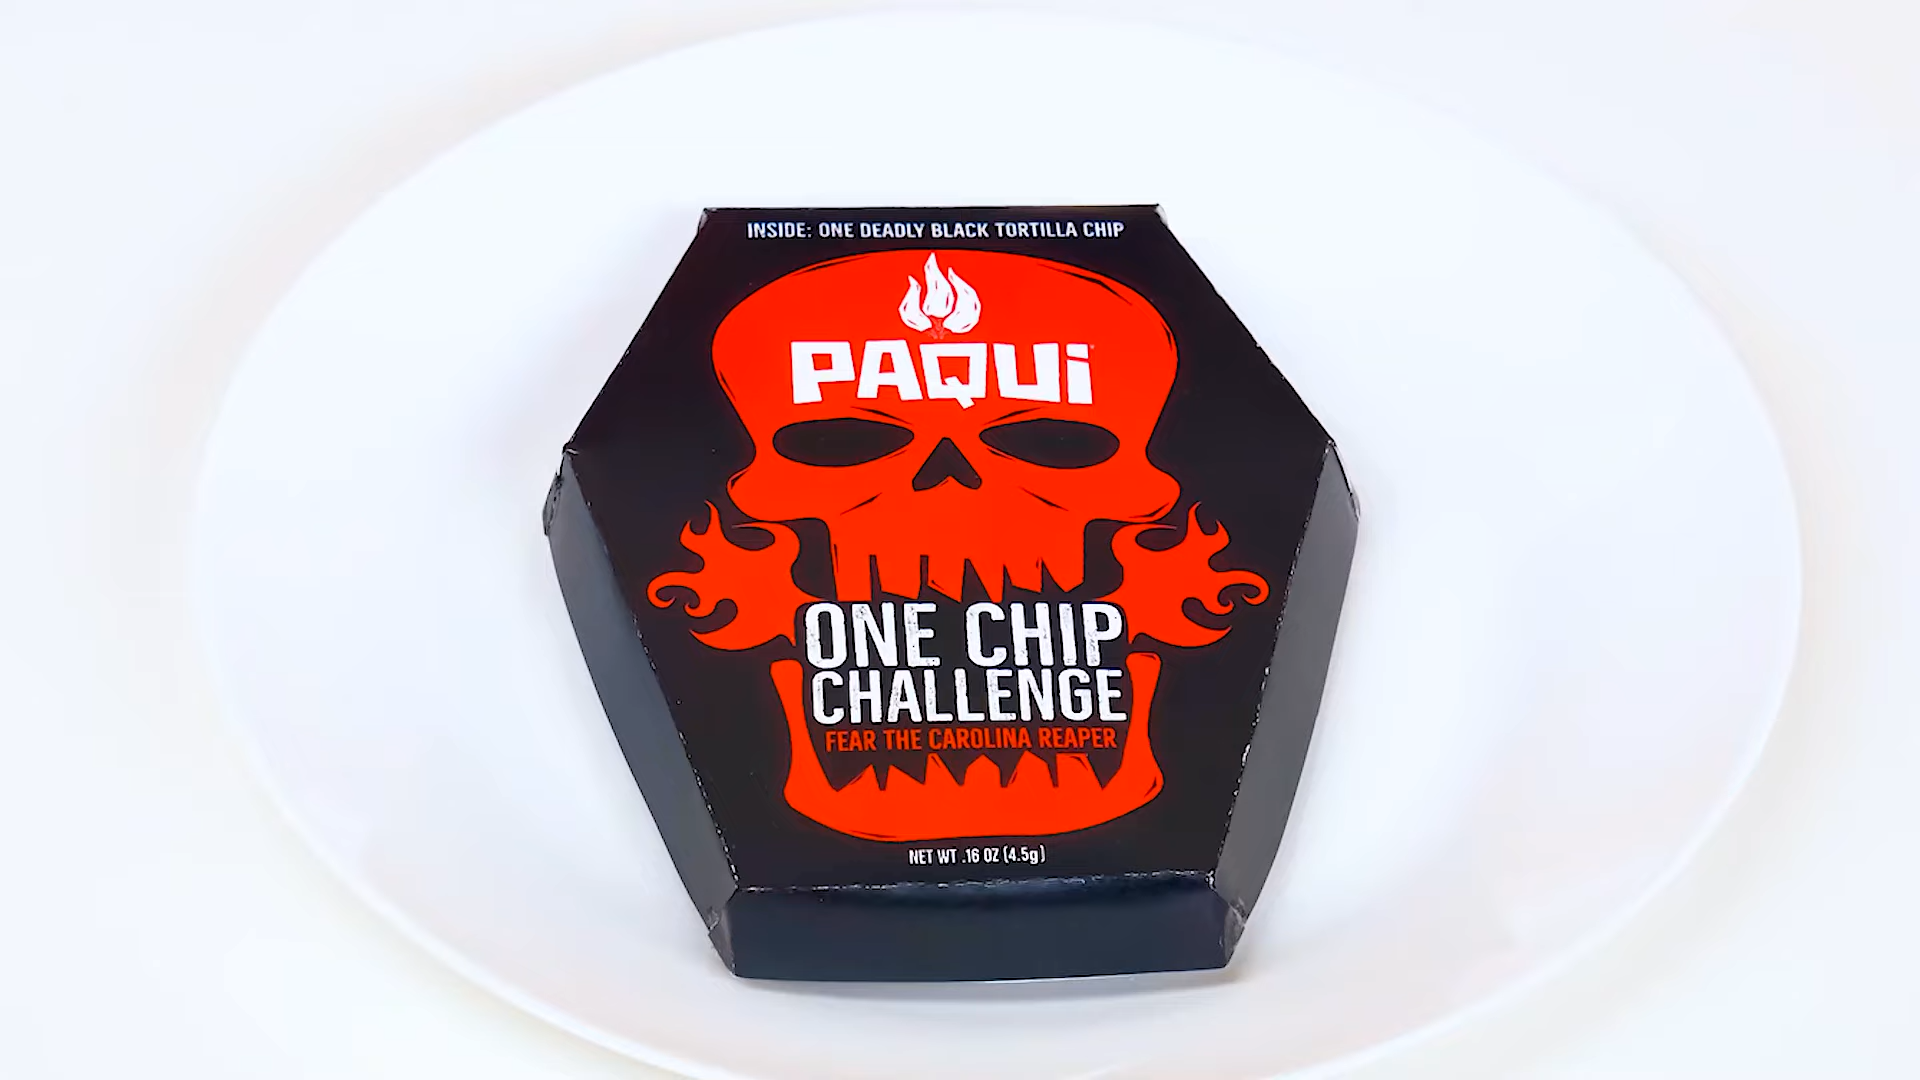 INSIDE: ONE DEADLY BLACK TORTILLA CHIP
PAQUI
ONE CHIP
CHALLENGE
FEAR THE CAROLINA REAPER
NET WT .16 OZ (4.5g)